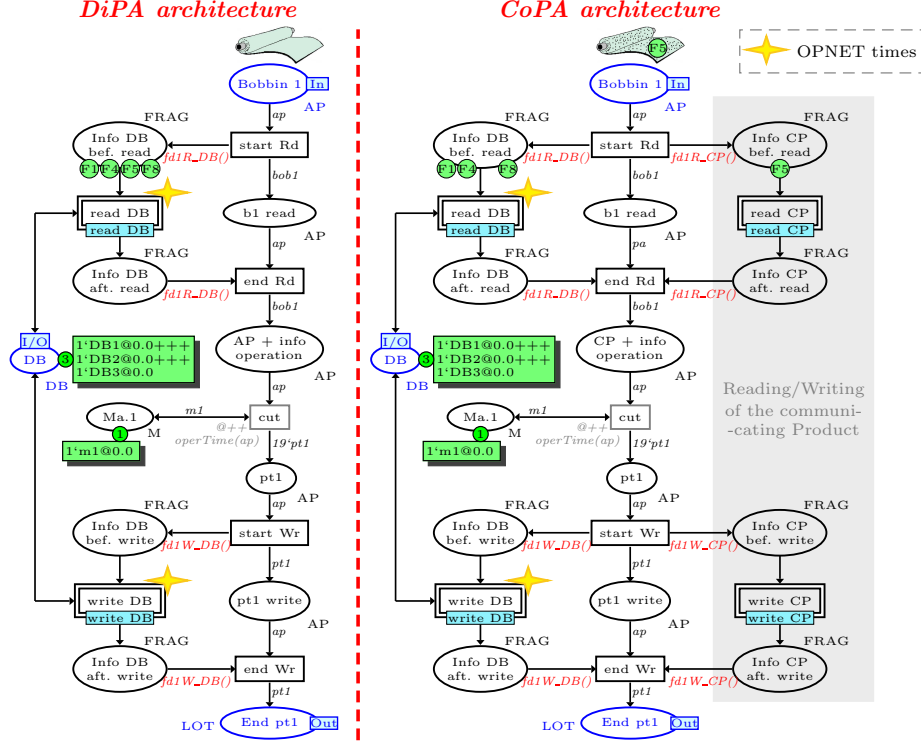 DiPA architecture
CoPA architecture
OPNET times
F5
Bobbin 1
In
AP
ap
FRAG
Info DB
bef. read
F1
F4
F5
F8
fd1R_DB()
start Rd
bob1
read DB
read DB
b1 read
AP
ap
FRAG
Info DB
aft. read
fd1R_DB()
end Rd
bob1
I/O
DB
3
DB
1‘DB1@0.0+++
1‘DB2@0.0+++
1‘DB3@0.0
AP + info
operation
AP
ap
Ma.1
1
M
1‘m1@0.0
m1
cut
@++
operTime(ap)
19‘pt1
pt1
AP
ap
FRAG
Info DB
bef. write
fd1W_DB()
start Wr
pt1
write DB
write DB
pt1 write
AP
ap
FRAG
Info DB
aft. write
fd1W_DB()
end Wr
pt1
LOT
End pt1
Out
Bobbin 1
In
AP
ap
FRAG
Info DB
bef. read
F1
F4
F8
fd1R_DB()
start Rd
fd1R_CP()
FRAG
Info CP
bef. read
F5
bob1
read DB
read DB
b1 read
AP
pa
read CP
read CP
FRAG
Info DB
aft. read
fd1R_DB()
end Rd
fd1R_CP()
FRAG
Info CP
aft. read
bob1
I/O
DB
3
DB
1‘DB1@0.0+++
1‘DB2@0.0+++
1‘DB3@0.0
CP + info
operation
AP
ap
Reading/Writing
of the communi-
-cating Product
Ma.1
1
M
1‘m1@0.0
m1
cut
@++
operTime(ap)
19‘pt1
pt1
AP
ap
FRAG
Info DB
bef. write
fd1W_DB()
start Wr
fd1W_CP()
FRAG
Info CP
bef. write
pt1
write DB
write DB
pt1 write
AP
ap
write CP
write CP
FRAG
Info DB
aft. write
fd1W_DB()
end Wr
fd1W_CP()
FRAG
Info CP
aft. write
pt1
LOT
End pt1
Out